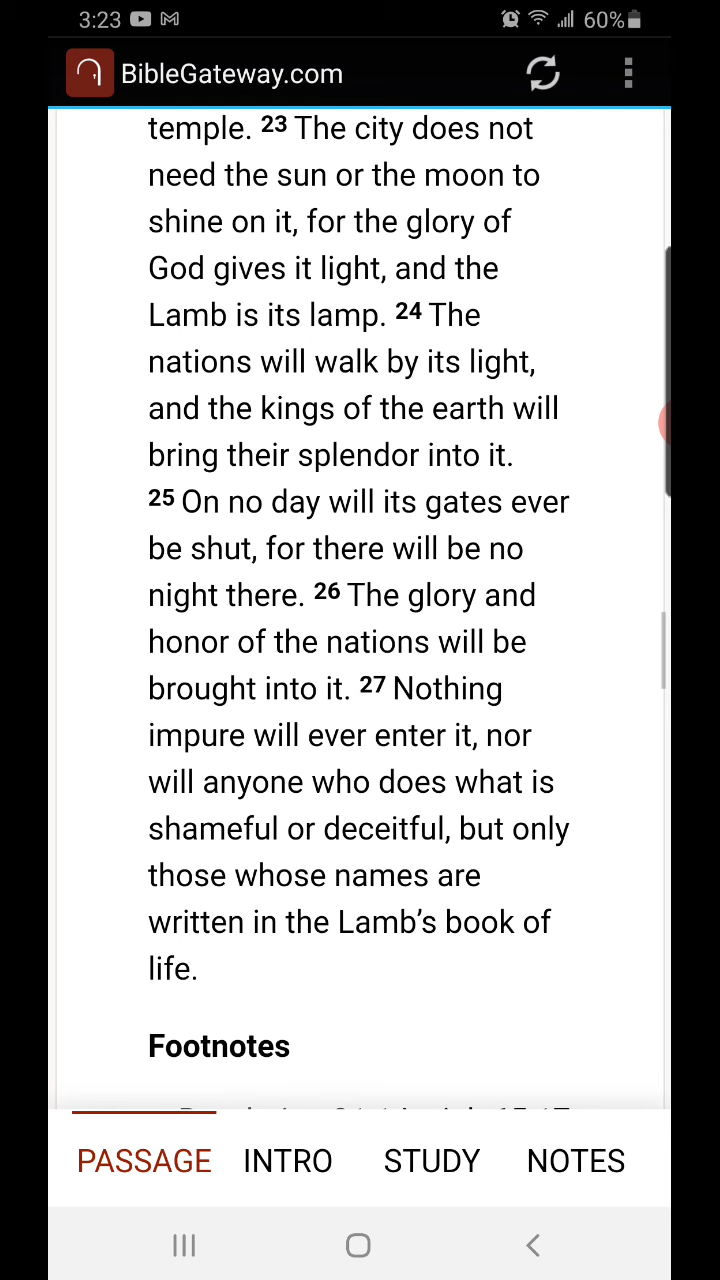 3:23 60%
BibleGateway.com
temple. 23 The city does not
need the sun or the moon to
shine on it, for the glory of
God gives it light, and the
Lamb is its lamp. 24 The
nations will walk by its light,
and the kings of the earth will
bring their splendor into it.
25 On no day will its gates ever
be shut, for there will be no
night there. 26 The glory and
honor of the nations will be
brought into it. 27 Nothing
impure will ever enter it, nor
will anyone who does what is
shameful or deceitful, but only
those whose names are
written in the Lamb’s book of
life.
Footnotes
PASSAGE INTRO STUDY NOTES